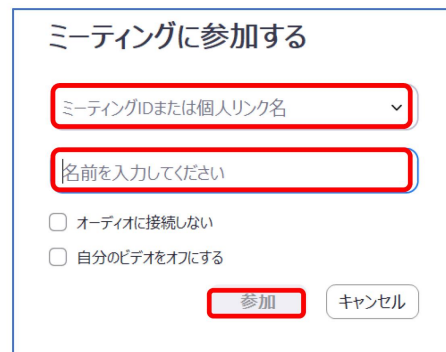 ミーティングに参加する
ミーティングIDまたは個人リンク名
名前を入力してください
オーディオに接続しない
自分のビデオをオフにする
参加 キャンセル